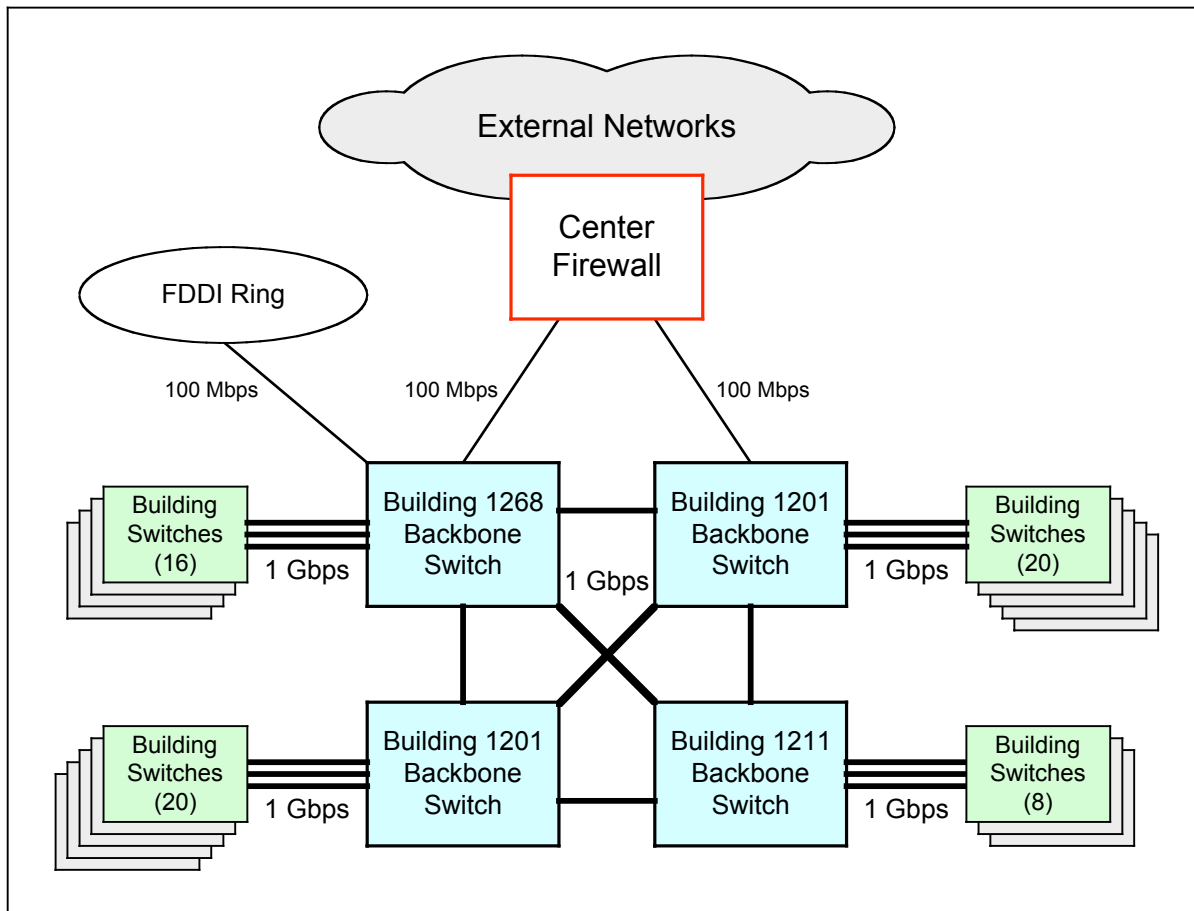 External Networks
Center
Firewall
FDDI Ring
100 Mbps
100 Mbps
100 Mbps
Building
Switches
(16)
1 Gbps
Building 1268
Backbone
Switch
1 Gbps
Building 1201
Backbone
Switch
1 Gbps
Building
Switches
(20)
Building
Switches
(20)
1 Gbps
Building 1201
Backbone
Switch
Building 1211
Backbone
Switch
1 Gbps
Building
Switches
(8)